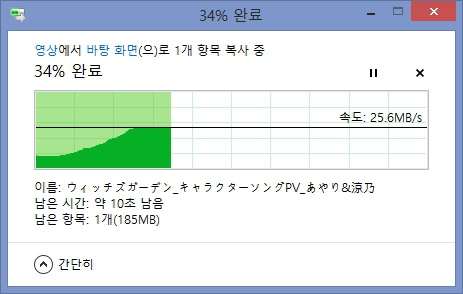 34% 완료
영상에서 바탕 화면(으)로 1개 항목 복사 중
34% 완료
속도: 25.6MB/s
이름: ウィッチズガーデン_キャラクターソングPV_あやり&涼乃
남은 시간: 약 10초 남음
남은 항목: 1개(185MB)
간단히